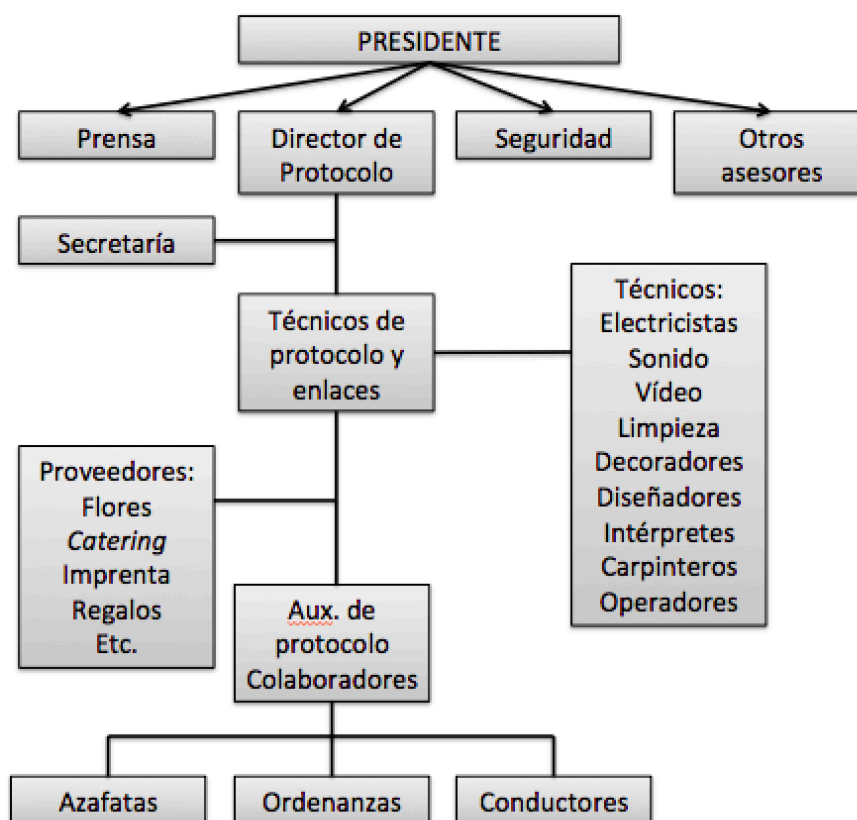 PRESIDENTE
Prensa
Director de
Protocolo
Seguridad
Otros
asesores
Secretaría
Técnicos de
protocolo y
enlaces
Técnicos:
Electricistas
Sonido
Vídeo
Limpieza
Decoradores
Diseñadores
Intérpretes
Carpinteros
Operadores
Proveedores:
Flores
Catering
Imprenta
Regalos
Etc.
Aux. de
protocolo
Colaboradores
Azafatas
Ordenanzas
Conductores